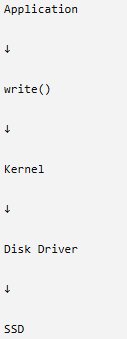 Application
↓
write()
↓
Kernel
↓
Disk Driver
↓
SSD